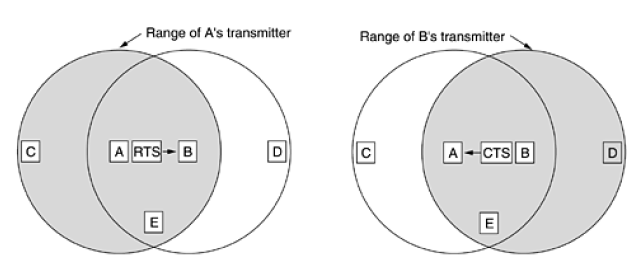 Range of A's transmitter
C
A
RTS
B
D
E
Range of B's transmitter
C
A
CTS
B
D
E